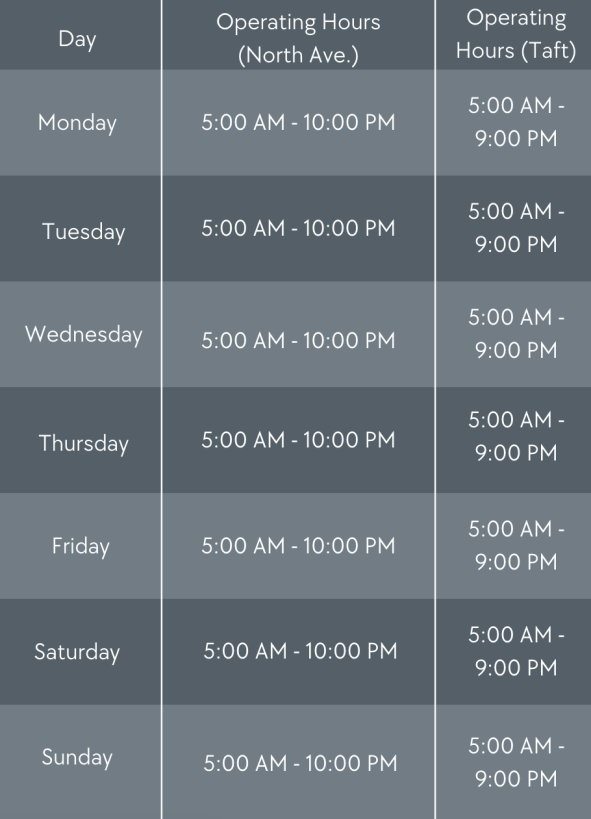 Day
Operating Hours
(North Ave.)
Operating
Hours (Taft)
Monday
5:00 AM - 10:00 PM
5:00 AM -
9:00 PM
Tuesday
5:00 AM - 10:00 PM
5:00 AM -
9:00 PM
Wednesday
5:00 AM - 10:00 PM
5:00 AM -
9:00 PM
Thursday
5:00 AM - 10:00 PM
5:00 AM -
9:00 PM
Friday
5:00 AM - 10:00 PM
5:00 AM -
9:00 PM
Saturday
5:00 AM - 10:00 PM
5:00 AM -
9:00 PM
Sunday
5:00 AM - 10:00 PM
5:00 AM -
9:00 PM